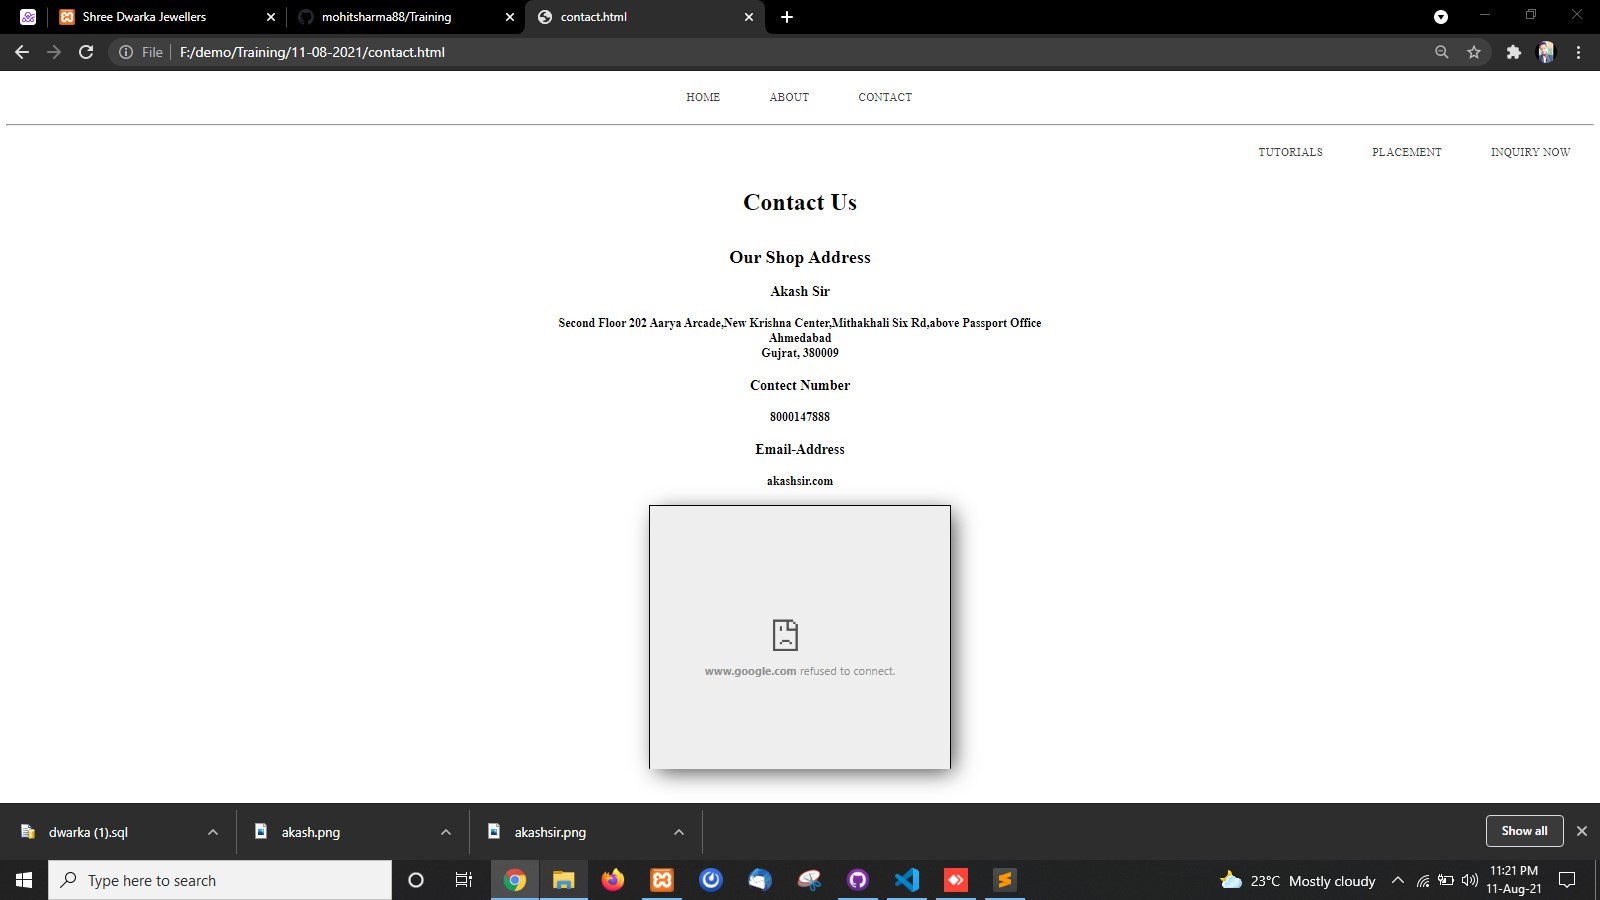 Shree Dwarka Jewellers
mohitsharma88/Training
contact.html
File
F:/demo/Training/11-08-2021/contact.html
HOME
ABOUT
CONTACT
TUTORIALS
PLACEMENT
INQUIRY NOW
Contact Us
Our Shop Address
Akash Sir
Second Floor 202 Aarya Arcade,New Krishna Center,Mithakhali Six Rd,above Passport Office
Ahmedabad
Gujrat, 380009
Contect Number
8000147888
Email-Address
akashsir.com
www.google.com refused to connect.
dwarka (1).sql
akash.png
akashsir.png
Show all
Type here to search
23°C Mostly cloudy
11:21 PM
11-Aug-21